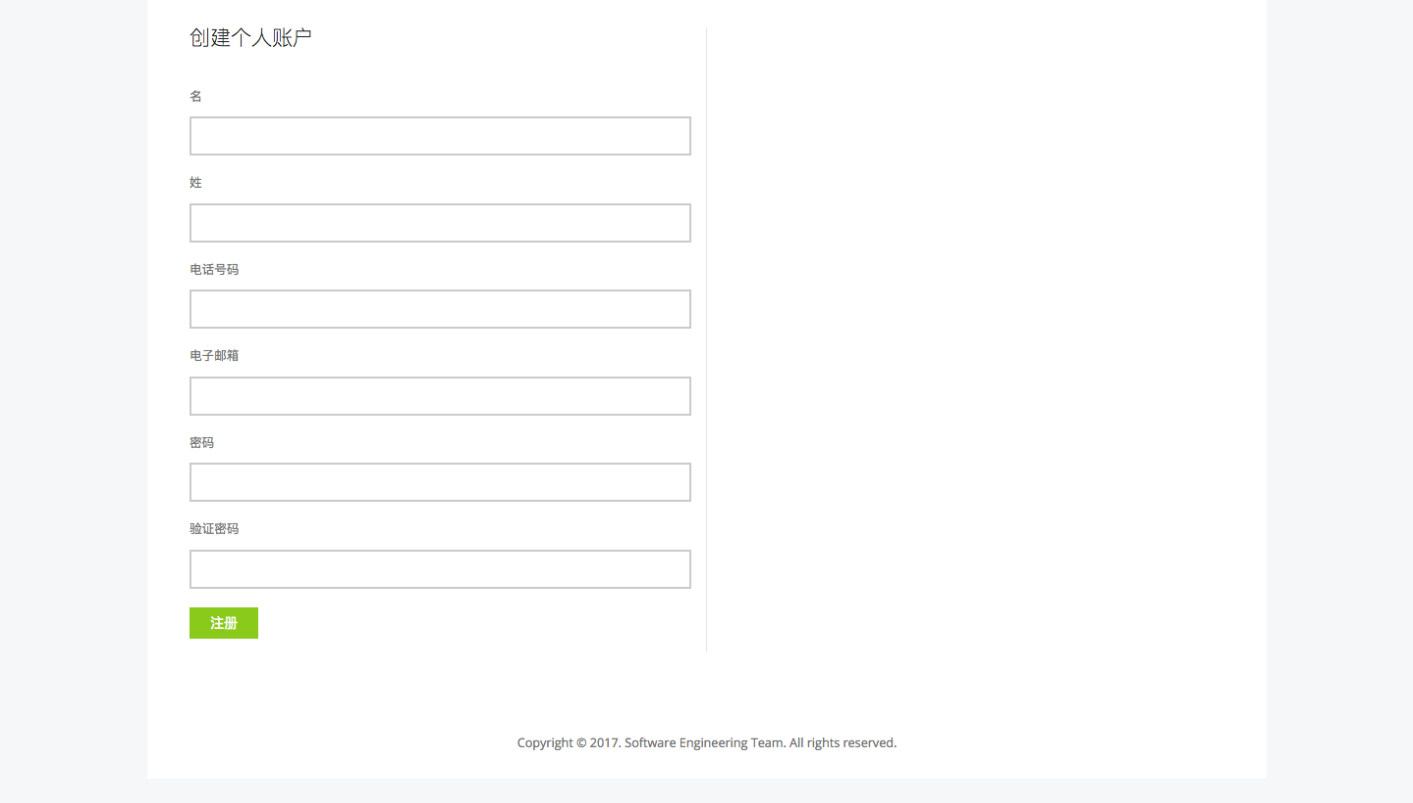 创建个人账户
名
姓
电话号码
电子邮箱
密码
验证密码
注册
Copyright © 2017. Software Engineering Team. All rights reserved.